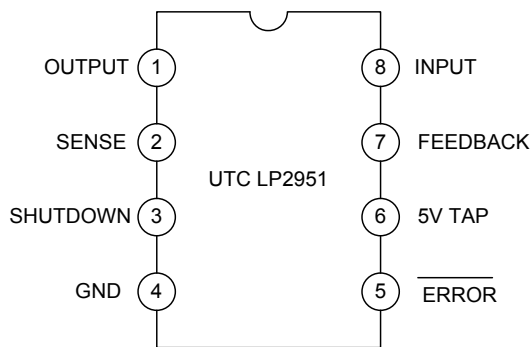 OUTPUT 1 8 INPUT
SENSE 2 7 FEEDBACK
UTC LP2951
SHUTDOWN 3 6 5V TAP
GND 4 5 ERROR